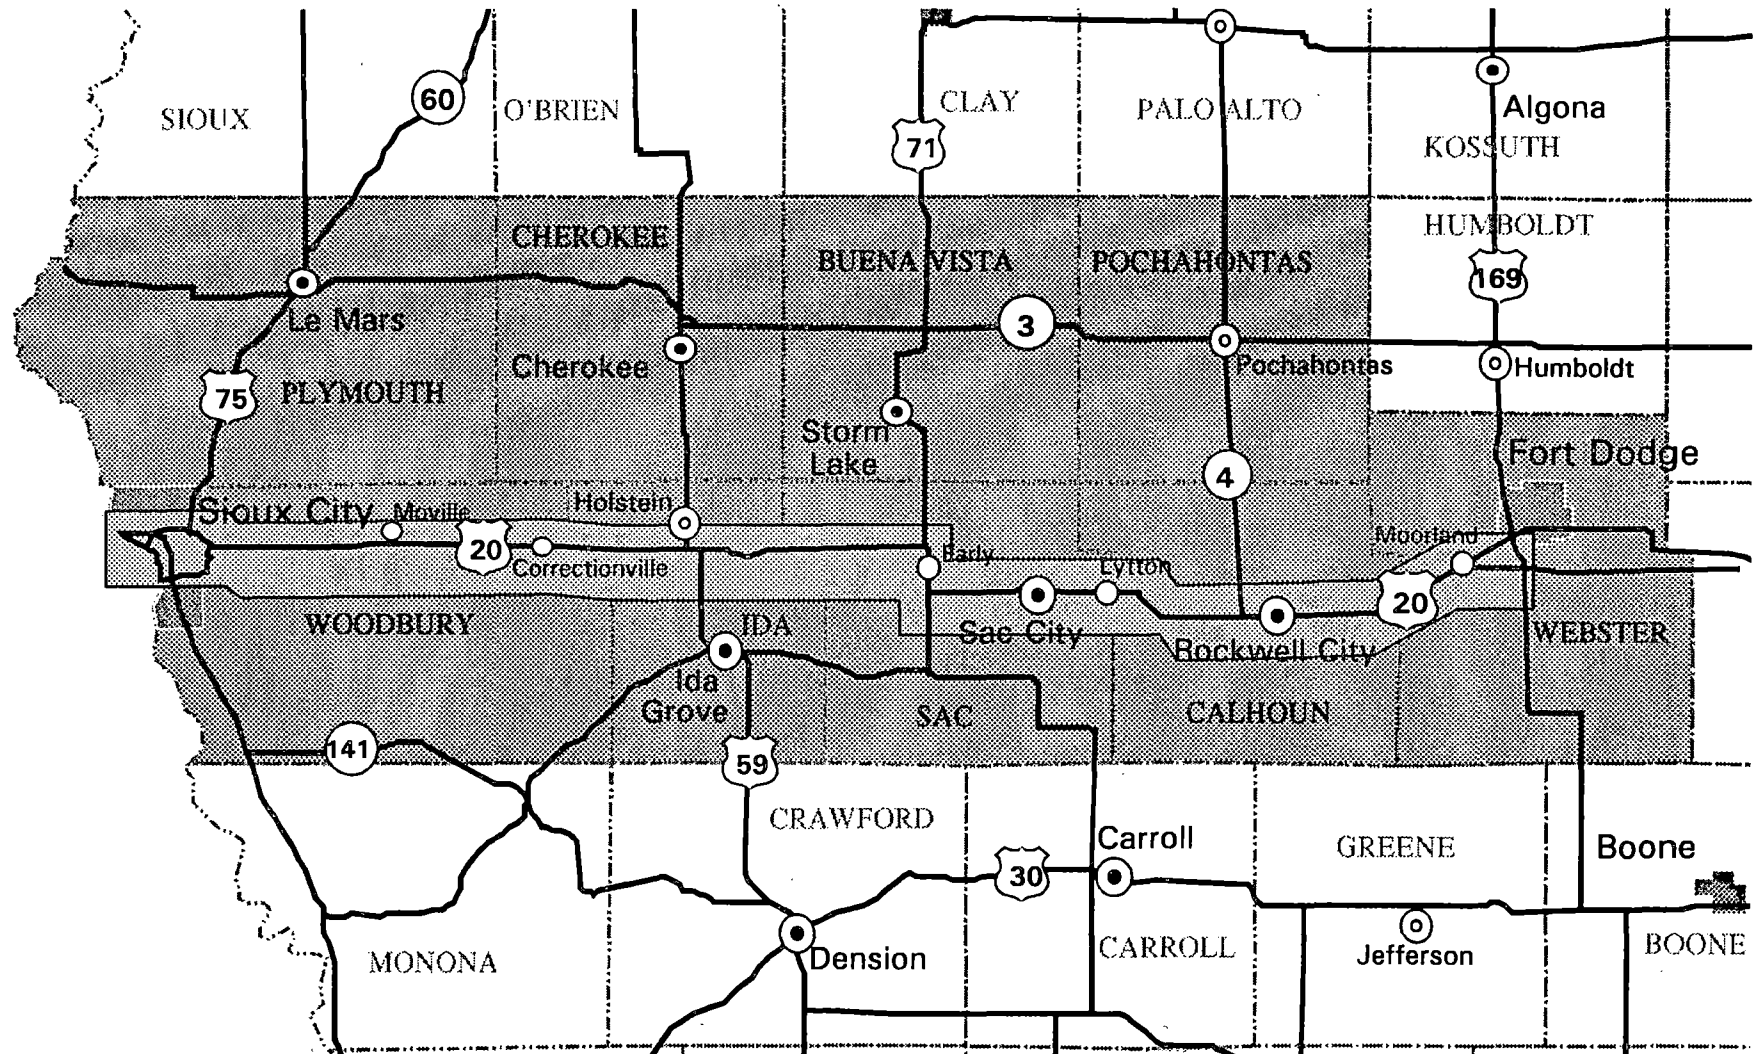 60
SIOUX
O'BRIEN
CLAY
PALO ALTO
Algona
71
KOSSUTH
CHEROKEE
BUENA VISTA
POCHAHONTAS
HUMBOLDT
169
Le Mars
3
Cherokee
Pochahontas
Humboldt
75
PLYMOUTH
Storm
Lake
4
Fort Dodge
Sioux City
Moville
Holstein
20
Correctionville
Early
Lytton
Moorland
20
WOODBURY
IDA
Sac City
Rockwell City
WEBSTER
Ida
Grove
SAC
CALHOUN
141
59
CRAWFORD
Carroll
GREENE
Boone
30
MONONA
Dension
CARROLL
Jefferson
BOONE